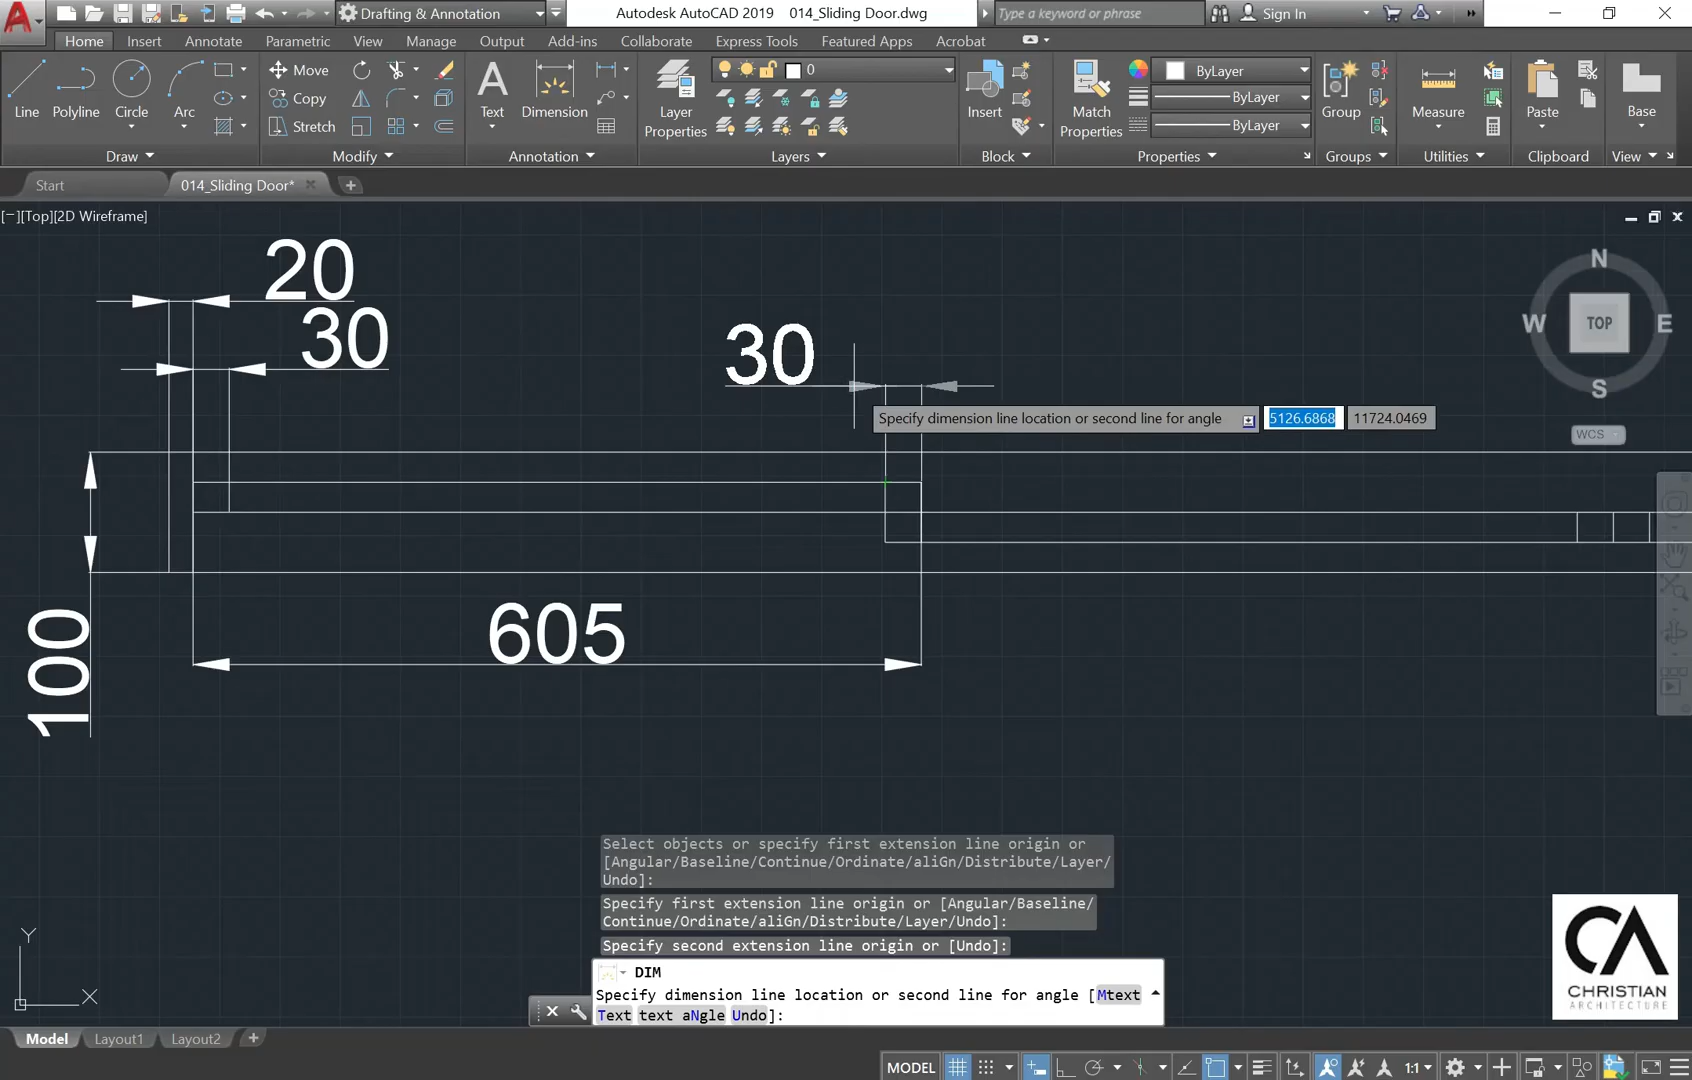 Drafting & Annotation
Autodesk AutoCAD 2019 014_Sliding Door.dwg
Type a keyword or phrase
Sign In
Home Insert Annotate Parametric View Manage Output Add-ins Collaborate Express Tools Featured Apps Acrobat
Line
Polyline
Circle
Arc
Draw
Move
Copy
Stretch
Modify
Text
Dimension
Annotation
Layer
Properties
0
Layers
Insert
Block
Match
Properties
ByLayer
ByLayer
ByLayer
Properties
Group
Groups
Measure
Utilities
Paste
Clipboard
Base
View
Start
014_Sliding Door*
[−][Top][2D Wireframe]
20
30
30
N
W TOP E
S
WCS
Specify dimension line location or second line for angle 5126.6868 11724.0469
605
100
Select objects or specify first extension line origin or
[Angular/Baseline/Continue/Ordinate/aliGn/Distribute/Layer/
Undo]:
Specify first extension line origin or [Angular/Baseline/
Continue/Ordinate/aliGn/Distribute/Layer/Undo]:
Specify second extension line origin or [Undo]:
DIM
Specify dimension line location or second line for angle [Mtext
Text text aNgle Undo]:
Y
X
CA
CHRISTIAN
ARCHITECTURE
Model Layout1 Layout2
MODEL
1:1